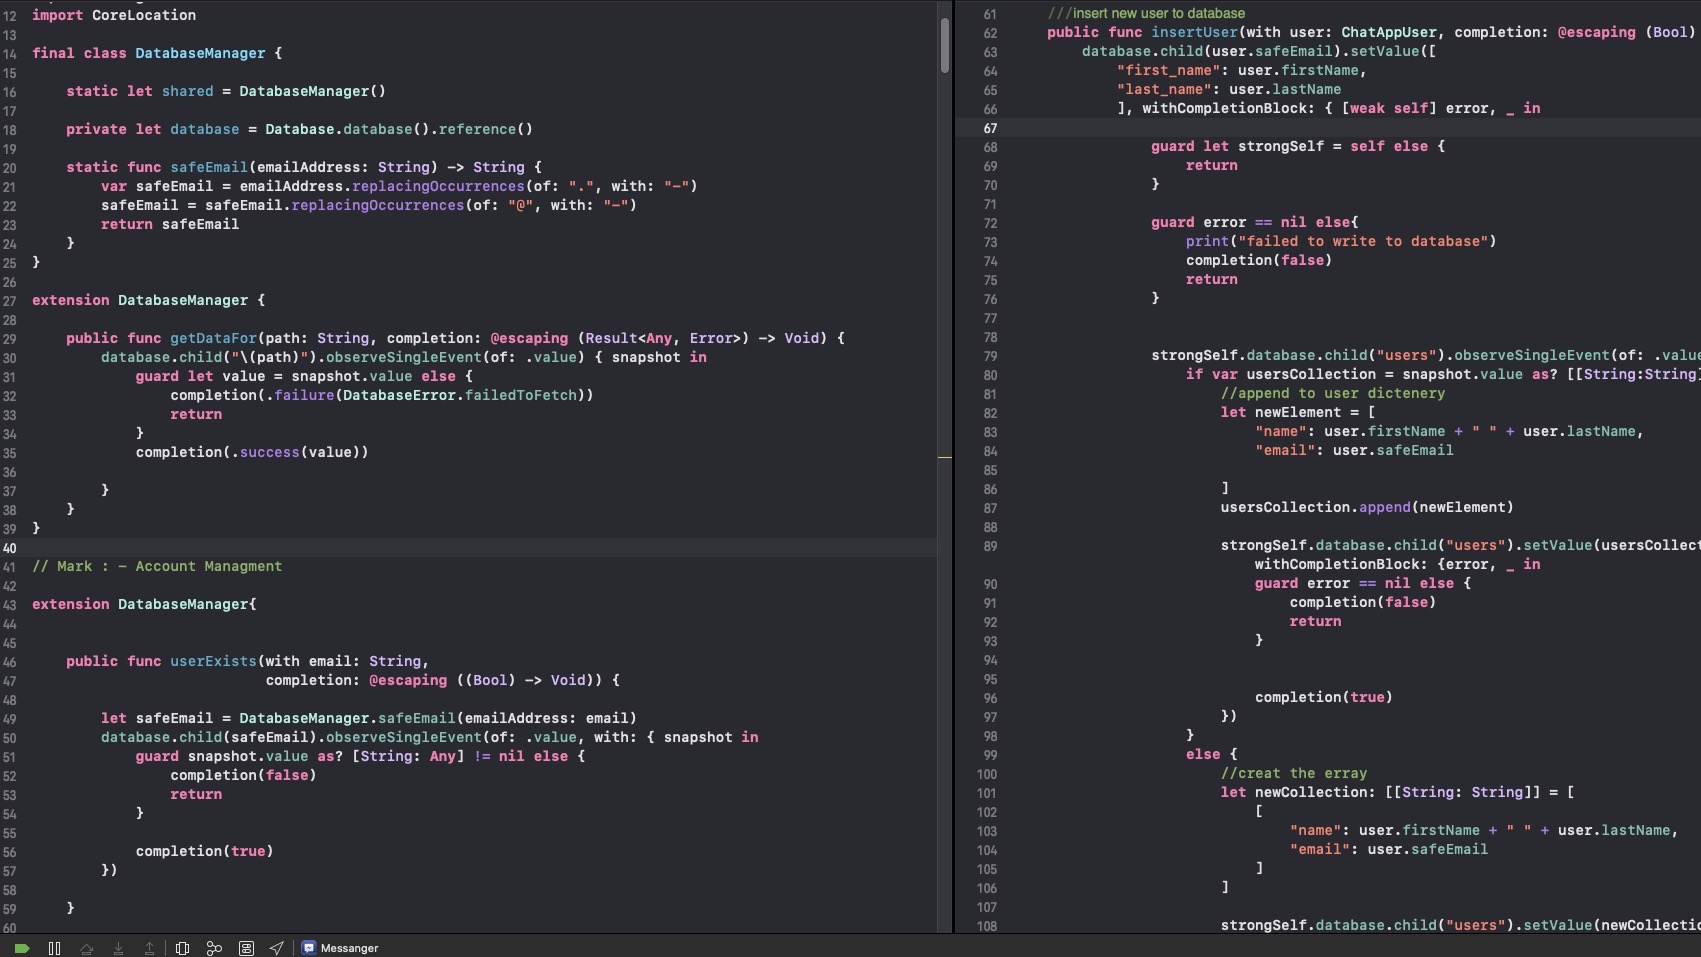 12 import CoreLocation
13
14 final class DatabaseManager {
15
16 static let shared = DatabaseManager()
17
18 private let database = Database.database().reference()
19
20 static func safeEmail(emailAddress: String) -> String {
21 var safeEmail = emailAddress.replacingOccurrences(of: ".", with: "-")
22 safeEmail = safeEmail.replacingOccurrences(of: "@", with: "-")
23 return safeEmail
24 }
25 }
26
27 extension DatabaseManager {
28
29 public func getDataFor(path: String, completion: @escaping (Result<Any, Error>) -> Void) {
30 database.child("\(path)").observeSingleEvent(of: .value) { snapshot in
31 guard let value = snapshot.value else {
32 completion(.failure(DatabaseError.failedToFetch))
33 return
34 }
35 completion(.success(value))
36
37 }
38 }
39 }
40
41 // Mark : - Account Managment
42
43 extension DatabaseManager{
44
45
46 public func userExists(with email: String,
47 completion: @escaping ((Bool) -> Void)) {
48
49 let safeEmail = DatabaseManager.safeEmail(emailAddress: email)
50 database.child(safeEmail).observeSingleEvent(of: .value, with: { snapshot in
51 guard snapshot.value as? [String: Any] != nil else {
52 completion(false)
53 return
54 }
55
56 completion(true)
57 })
58
59 }
60
61 ///insert new user to database
62 public func insertUser(with user: ChatAppUser, completion: @escaping (Bool)
63 database.child(user.safeEmail).setValue([
64 "first_name": user.firstName,
65 "last_name": user.lastName
66 ], withCompletionBlock: { [weak self] error, _ in
67
68 guard let strongSelf = self else {
69 return
70 }
71
72 guard error == nil else{
73 print("failed to write to database")
74 completion(false)
75 return
76 }
77
78
79 strongSelf.database.child("users").observeSingleEvent(of: .value
80 if var usersCollection = snapshot.value as? [[String:String]
81 //append to user dictenery
82 let newElement = [
83 "name": user.firstName + " " + user.lastName,
84 "email": user.safeEmail
85
86 ]
87 usersCollection.append(newElement)
88
89 strongSelf.database.child("users").setValue(usersCollect
withCompletionBlock: {error, _ in
90 guard error == nil else {
91 completion(false)
92 return
93 }
94
95
96 completion(true)
97 })
98 }
99 else {
100 //creat the erray
101 let newCollection: [[String: String]] = [
102 [
103 "name": user.firstName + " " + user.lastName,
104 "email": user.safeEmail
105 ]
106 ]
107
108 strongSelf.database.child("users").setValue(newCollectio
Messanger